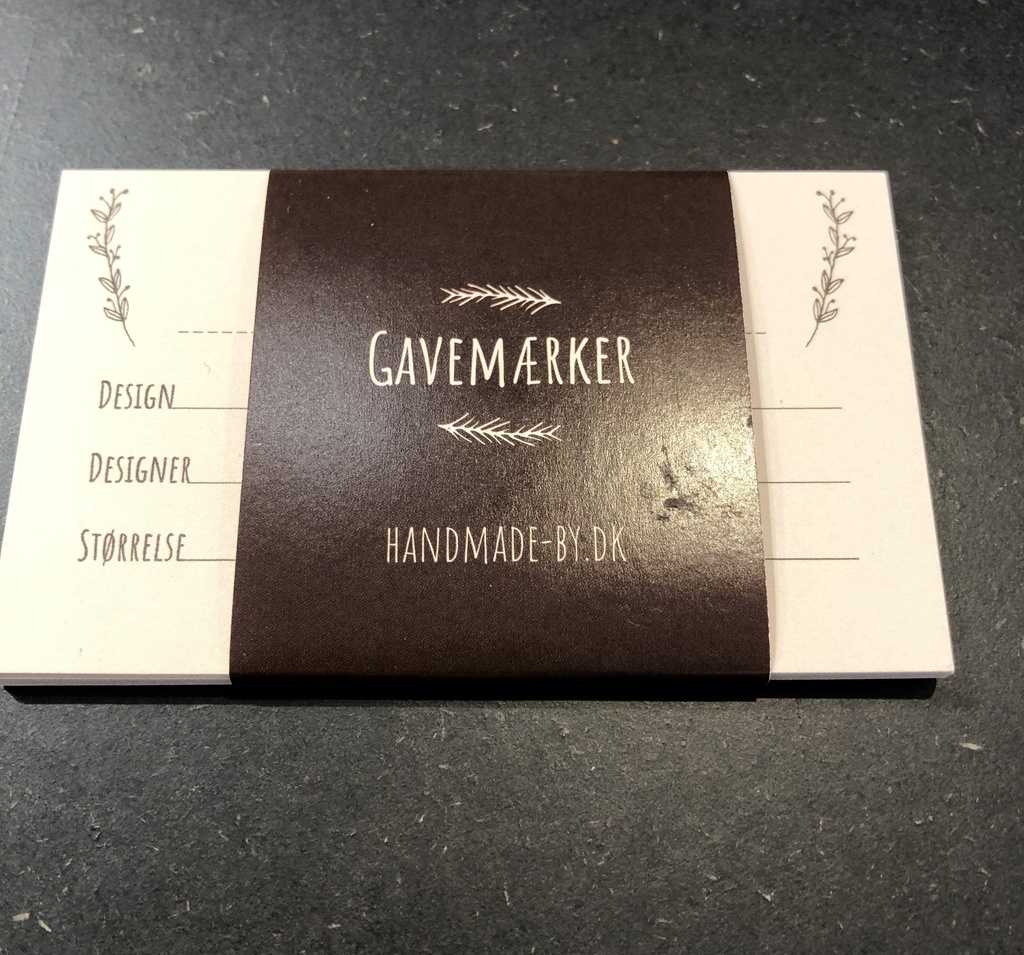 GAVEMÆRKER
DESIGN
DESIGNER
STØRRELSE
HANDMADE-BY.DK